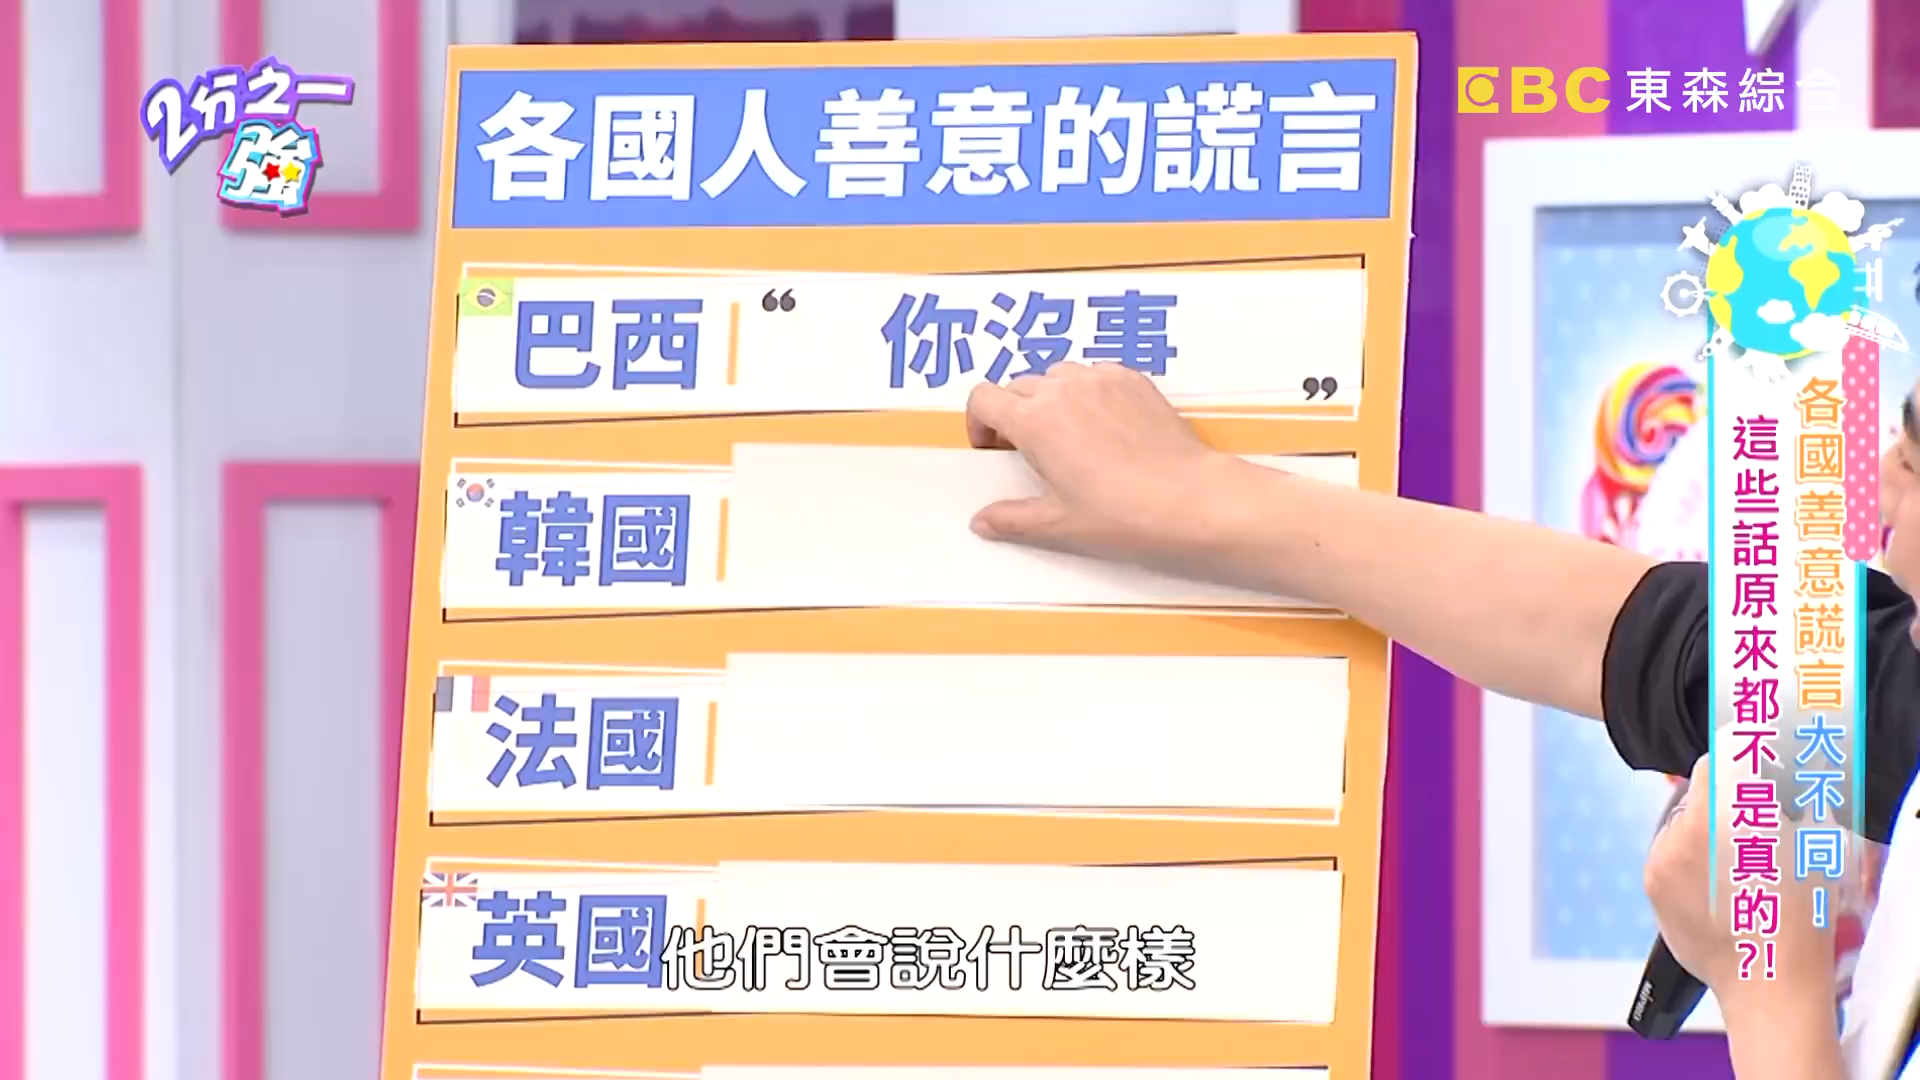 2分之一
強
EBC 東森綜合
各國人善意的謊言
巴西 “ 你沒事 ”
韓國
法國
英國
他們會說什麼樣
各國善意謊言大不同！
這些話原來都不是真的?!
MIPRO